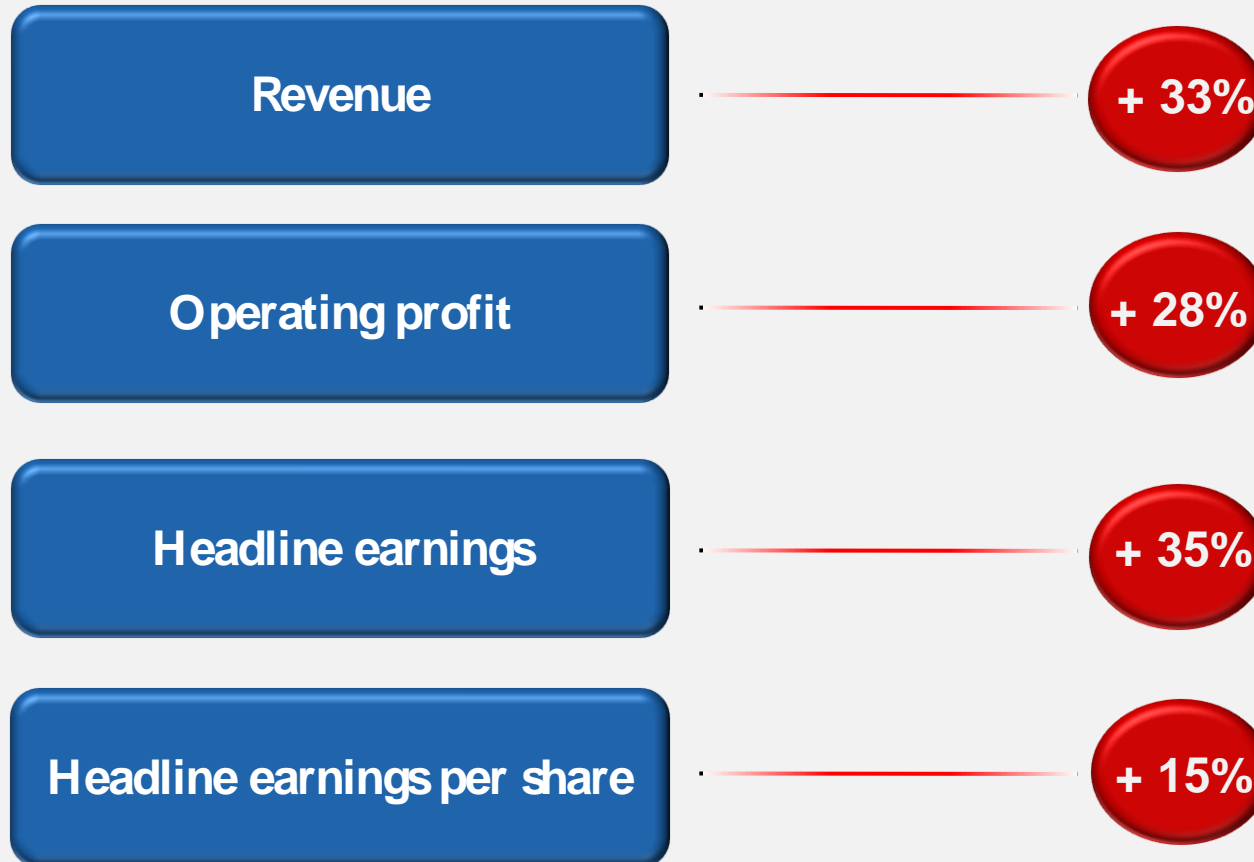 Revenue
+ 33%
Operating profit
+ 28%
Headline earnings
+ 35%
Headline earnings per share
+ 15%